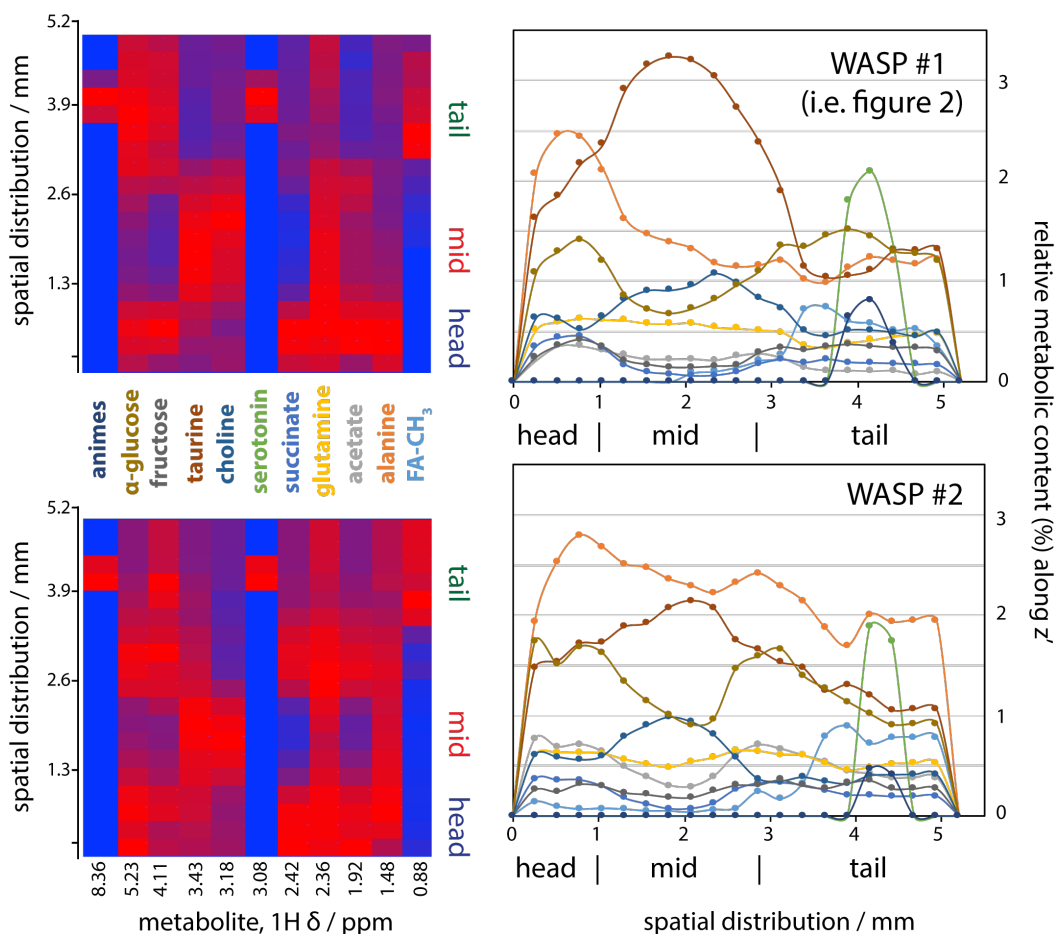 5.2
3.9
2.6
1.3
spatial distribution / mm
tail
mid
head
animes
α-glucose
fructose
taurine
choline
serotonin
succinate
glutamine
acetate
alanine
FA-CH₃
5.2
3.9
2.6
1.3
spatial distribution / mm
tail
mid
head
8.36
5.23
4.11
3.43
3.18
3.08
2.42
2.36
1.92
1.48
0.88
metabolite, 1H δ / ppm
WASP #1
(i.e. figure 2)
3
2
1
0
0 1 2 3 4 5
head | mid | tail
WASP #2
3
2
1
0
0 1 2 3 4 5
head | mid | tail
spatial distribution / mm
relative metabolic content (%) along z'